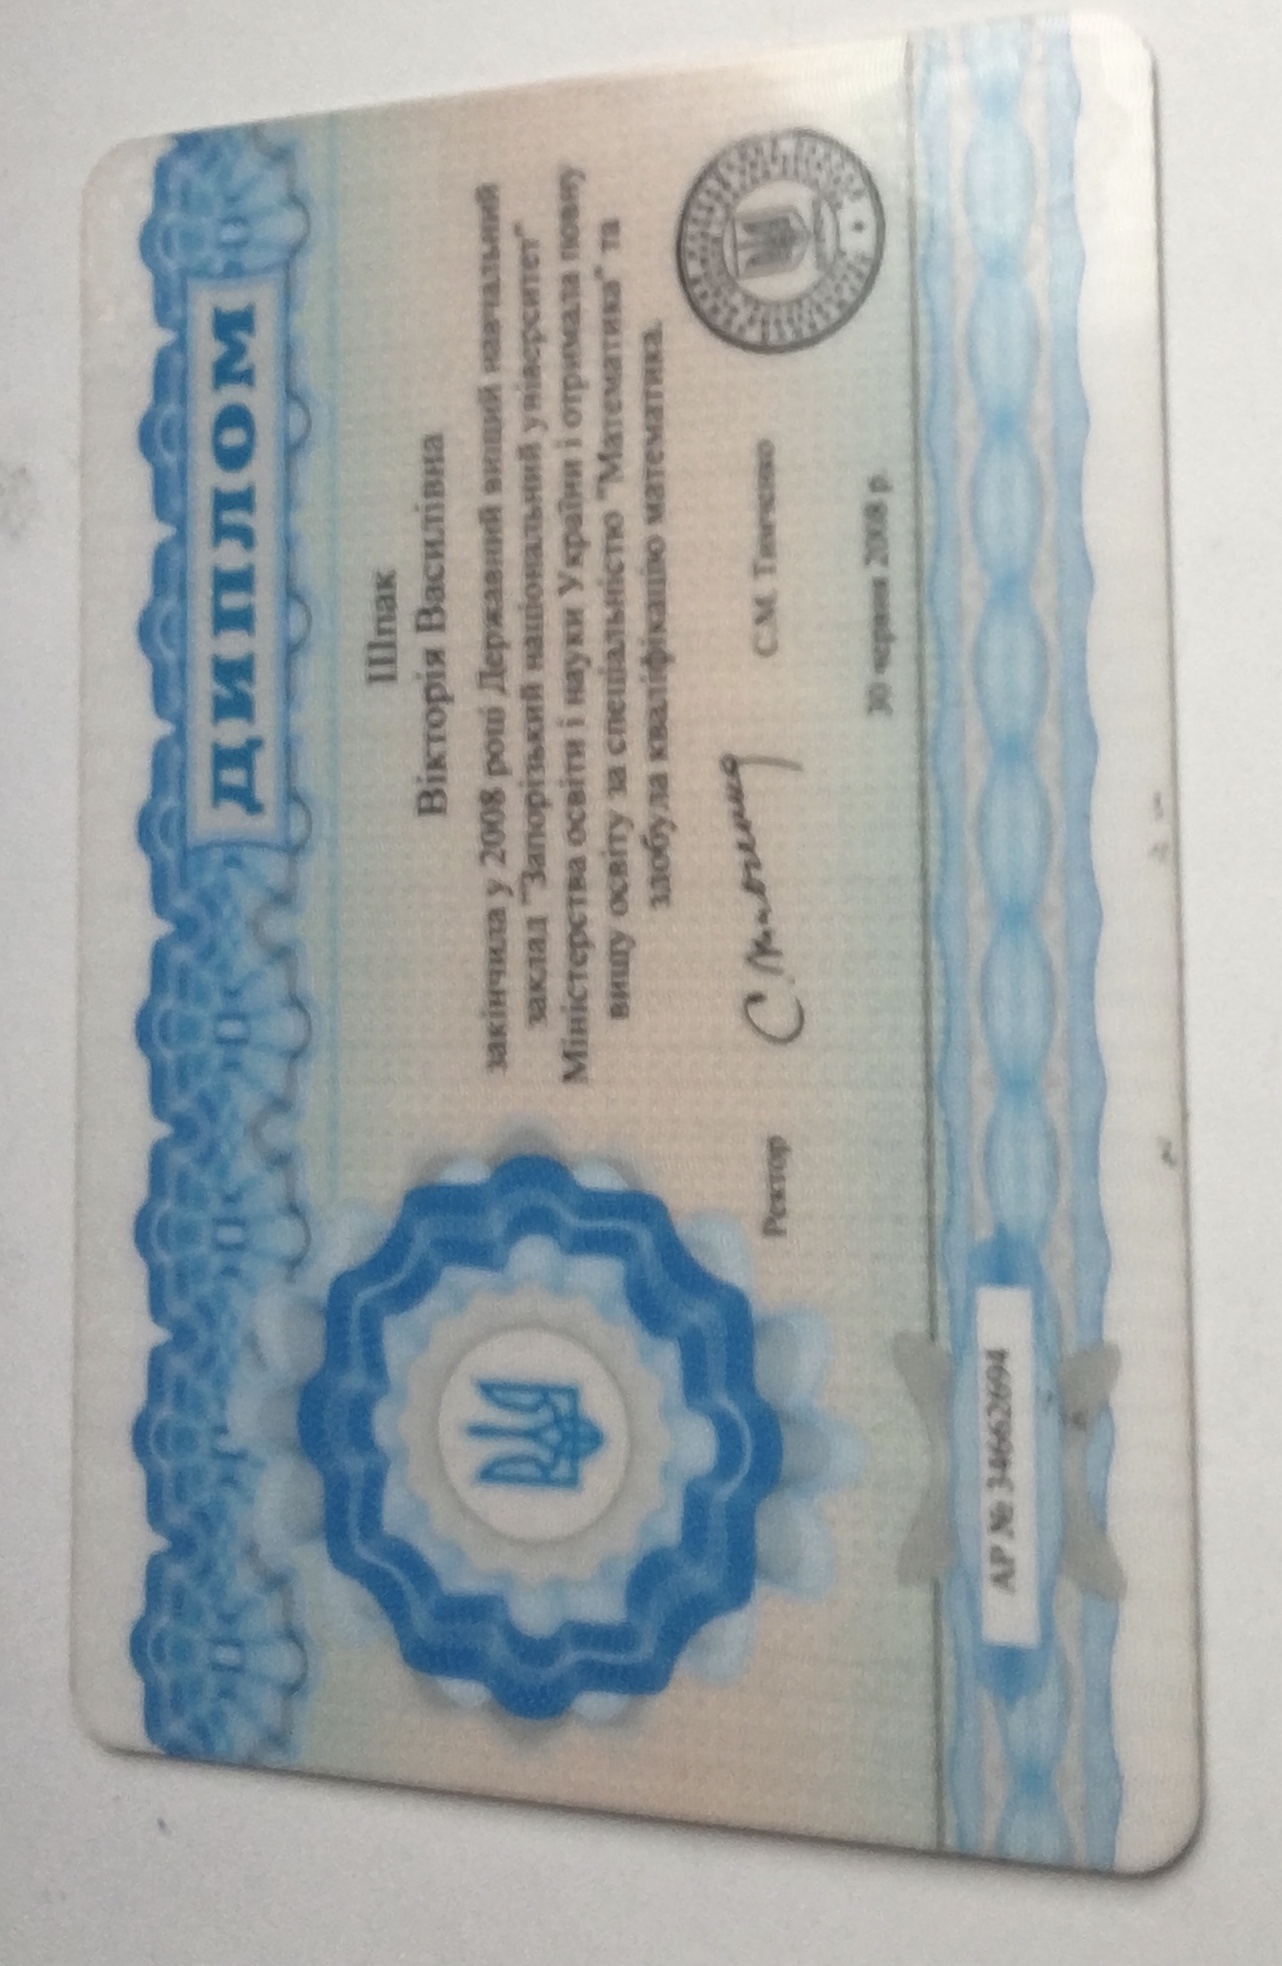 ДИПЛОМ
Шпак
Вікторія Василівна
закінчила у 2008 році Державний вищий навчальний
заклад "Запорізький національний університет"
Міністерства освіти і науки України і отримала повну
вищу освіту за спеціальністю "Математика" та
здобула кваліфікацію математика.
Ректор С.М. Тимченко
30 червня 2008 р.
АР № 34662694